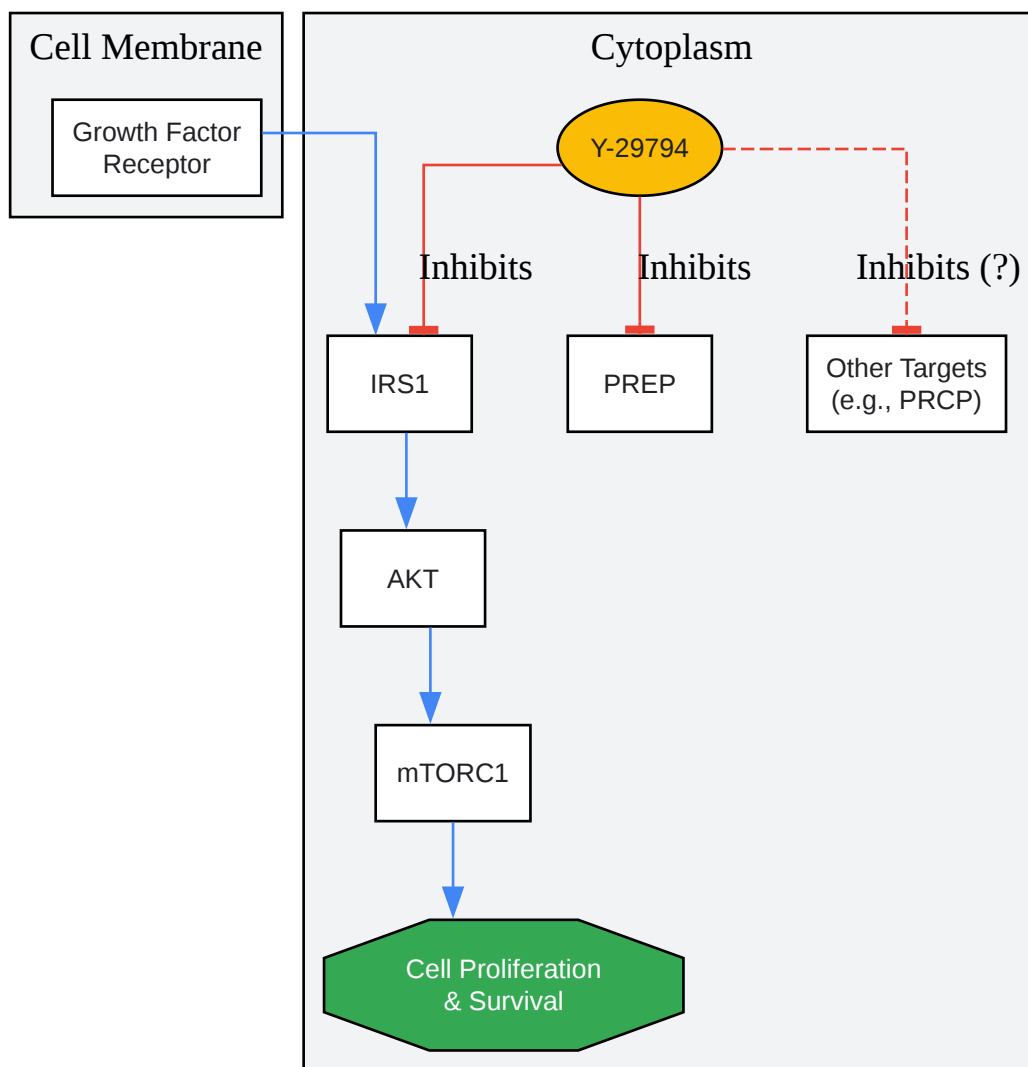 Cell Membrane
Cytoplasm
Growth Factor
Receptor
Y-29794
Inhibits
Inhibits
Inhibits (?)
IRS1
PREP
Other Targets
(e.g., PRCP)
AKT
mTORC1
Cell Proliferation
& Survival